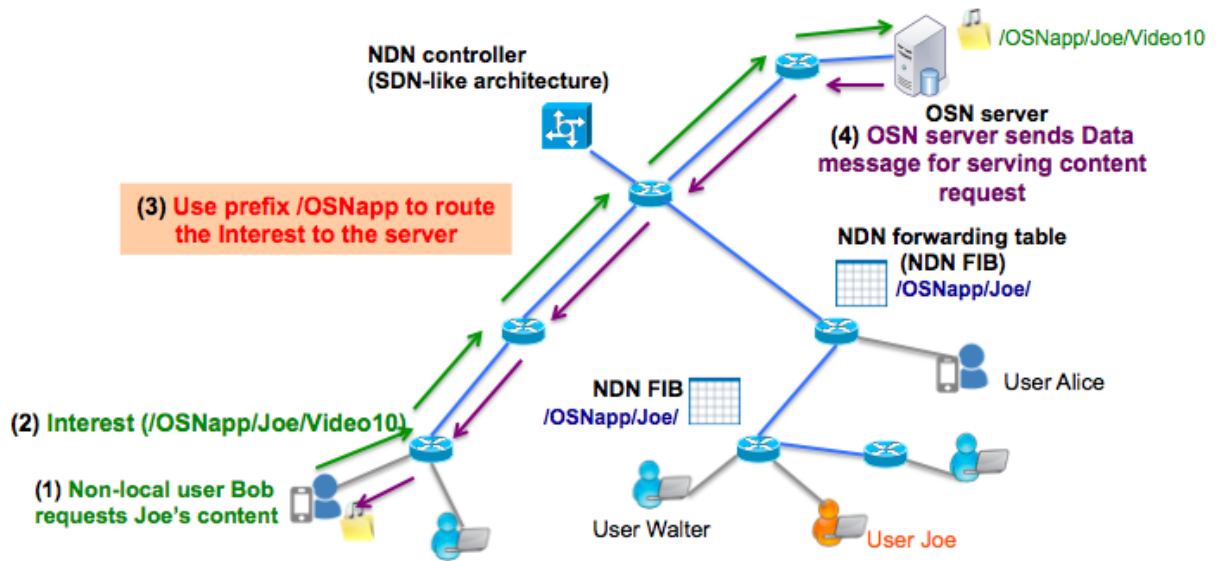 /OSNapp/Joe/Video10
NDN controller
(SDN-like architecture)
OSN server
(4) OSN server sends Data
message for serving content
request
(3) Use prefix /OSNapp to route
the Interest to the server
NDN forwarding table
(NDN FIB)
/OSNapp/Joe/
NDN FIB
/OSNapp/Joe/
User Alice
(2) Interest (/OSNapp/Joe/Video10)
(1) Non-local user Bob
requests Joe's content
User Walter
User Joe